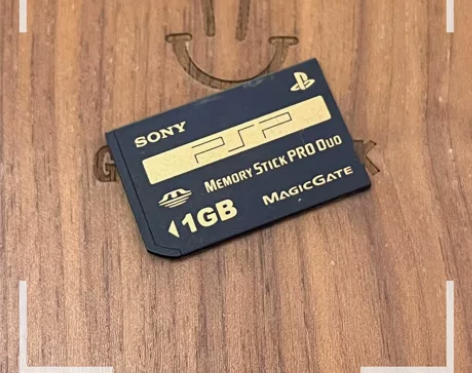 SONY
PSP
MEMORY STICK PRO DUO
1GB
MAGICGATE